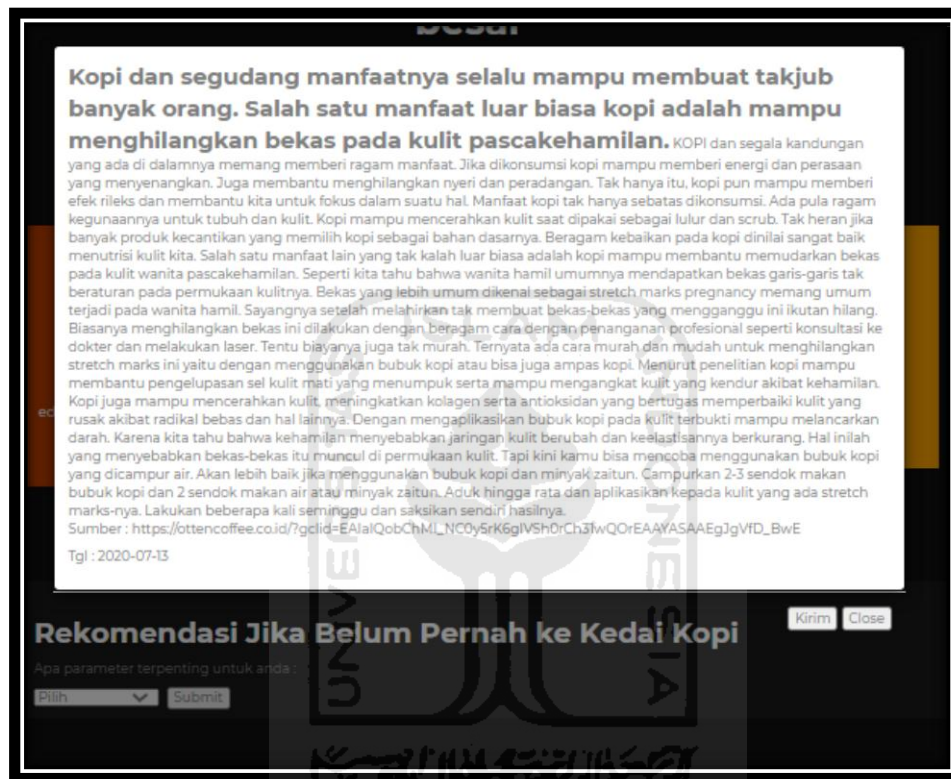 besar
Kopi dan segudang manfaatnya selalu mampu membuat takjub
banyak orang. Salah satu manfaat luar biasa kopi adalah mampu
menghilangkan bekas pada kulit pascakehamilan. KOPI dan segala kandungan
yang ada di dalamnya memang memberi ragam manfaat. Jika dikonsumsi kopi mampu memberi energi dan perasaan
yang menyenangkan. Juga membantu menghilangkan nyeri dan peradangan. Tak hanya itu, kopi pun mampu memberi
efek rileks dan membantu kita untuk fokus dalam suatu hal. Manfaat kopi tak hanya sebatas dikonsumsi. Ada pula ragam
kegunaannya untuk tubuh dan kulit. Kopi mampu mencerahkan kulit saat dipakai sebagai lulur dan scrub. Tak heran jika
banyak produk kecantikan yang memilih kopi sebagai bahan dasarnya. Beragam kebaikan pada kopi dinilai sangat baik
menutrisi kulit kita. Salah satu manfaat lain yang tak kalah luar biasa adalah kopi mampu membantu memudarkan bekas
pada kulit wanita pascakehamilan. Seperti kita tahu bahwa wanita hamil umumnya mendapatkan bekas garis-garis tak
beraturan pada permukaan kulitnya. Bekas yang lebih umum dikenal sebagai stretch marks pregnancy memang umum
terjadi pada wanita hamil. Sayangnya setelah melahirkan tak membuat bekas-bekas yang mengganggu ini ikutan hilang.
Biasanya menghilangkan bekas ini dilakukan dengan beragam cara dengan penanganan profesional seperti konsultasi ke
dokter dan melakukan laser. Tentu biayanya juga tak murah. Ternyata ada cara murah dan mudah untuk menghilangkan
stretch marks ini yaitu dengan menggunakan bubuk kopi atau bisa juga ampas kopi. Menurut penelitian kopi mampu
membantu pengelupasan sel kulit mati yang menumpuk serta mampu mengangkat kulit yang kendur akibat kehamilan.
Kopi juga mampu mencerahkan kulit, meningkatkan kolagen serta antioksidan yang bertugas memperbaiki kulit yang
rusak akibat radikal bebas dan hal lainnya. Dengan mengaplikasikan bubuk kopi pada kulit terbukti mampu melancarkan
darah. Karena kita tahu bahwa kehamilan menyebabkan jaringan kulit berubah dan keelastisannya berkurang. Hal inilah
yang menyebabkan bekas-bekas itu muncul di permukaan kulit. Tapi kini kamu bisa mencoba menggunakan bubuk kopi
yang dicampur air. Akan lebih baik jika menggunakan bubuk kopi dan minyak zaitun. Campurkan 2-3 sendok makan
bubuk kopi dan 2 sendok makan air atau minyak zaitun. Aduk hingga rata dan aplikasikan kepada kulit yang ada stretch
marks-nya. Lakukan beberapa kali seminggu dan saksikan sendiri hasilnya.
Sumber : https://ottencoffee.co.id/?gclid=
Tgl : 2020-07-13
Kirim Close
Rekomendasi Jika Belum Pernah ke Kedai Kopi
Apa parameter terpenting untuk anda :
Pilih Submit
UNIVERSITAS ISLAM INDONESIA